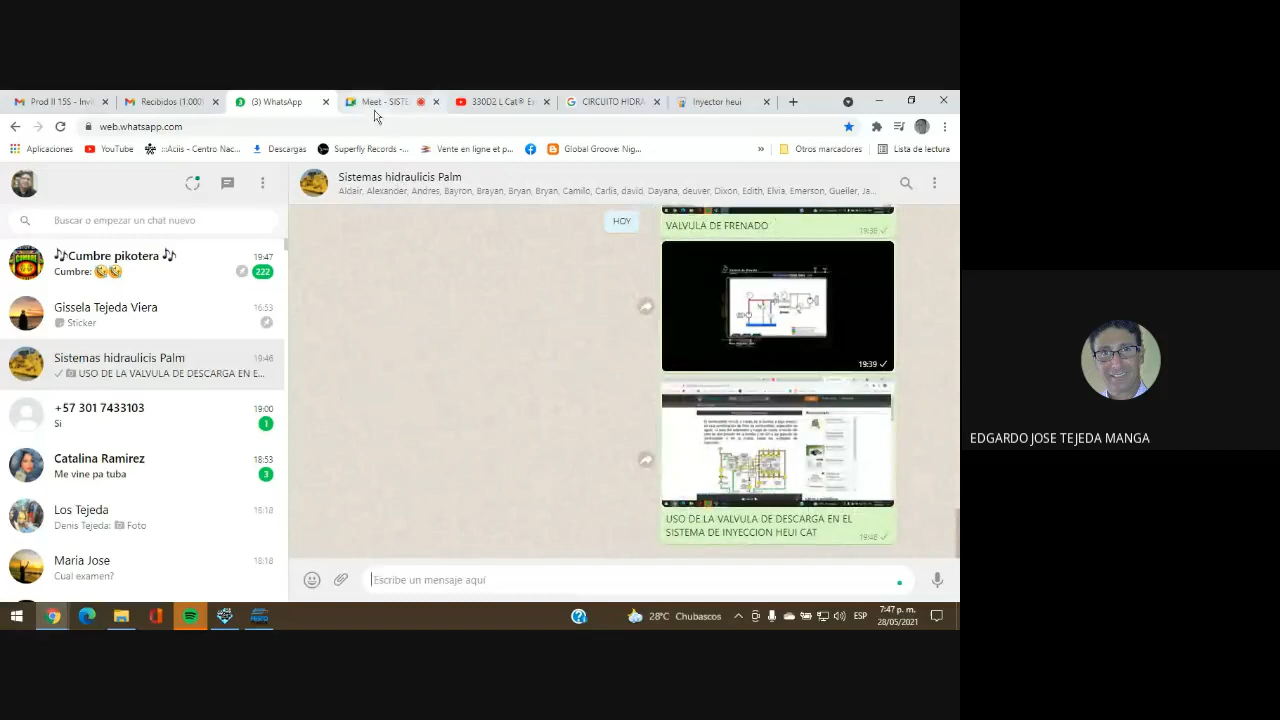 Prod II 15S - Invi
Recibidos (1.000
(3) WhatsApp
Meet - SISTE
330D2 L Cat® E
CIRCUITO HIDRA
Inyector heui
web.whatsapp.com
Aplicaciones
YouTube
:::Aciis - Centro Nac...
Descargas
Superfly Records -...
Vente en ligne et p...
Global Groove: Nig...
»
Otros marcadores
Lista de lectura
Sistemas hidraulicis Palm
Aldair, Alexander, Andres, Bayron, Brayan, Bryan, Bryan, Camilo, Carlis, david, Dayana, deuver, Dixon, Edith, Elvia, Emerson, Gueiler, Ja...
Buscar o empezar un chat nuevo
🎶Cumbre pikotera 🎶
19:47
Cumbre:
222
Gissela Tejeda Viera
16:53
Sticker
Sistemas hidraulicis Palm
19:46
USO DE LA VALVULA DE DESCARGA EN E...
+57 301 7433103
19:00
Listo
1
Catalina Ramirez
18:53
Me vine pa tuba
3
Los Tejeda
18:18
Denis Tejeda: Foto
Maria Jose
18:18
Cual examen?
HOY
VALVULA DE FRENADO
19:36
19:39
USO DE LA VALVULA DE DESCARGA EN EL
SISTEMA DE INYECCION HEUI CAT
19:46
Escribe un mensaje aquí
28°C Chubascos
ESP
7:47 p. m.
28/05/2021
EDGARDO JOSE TEJEDA MANGA